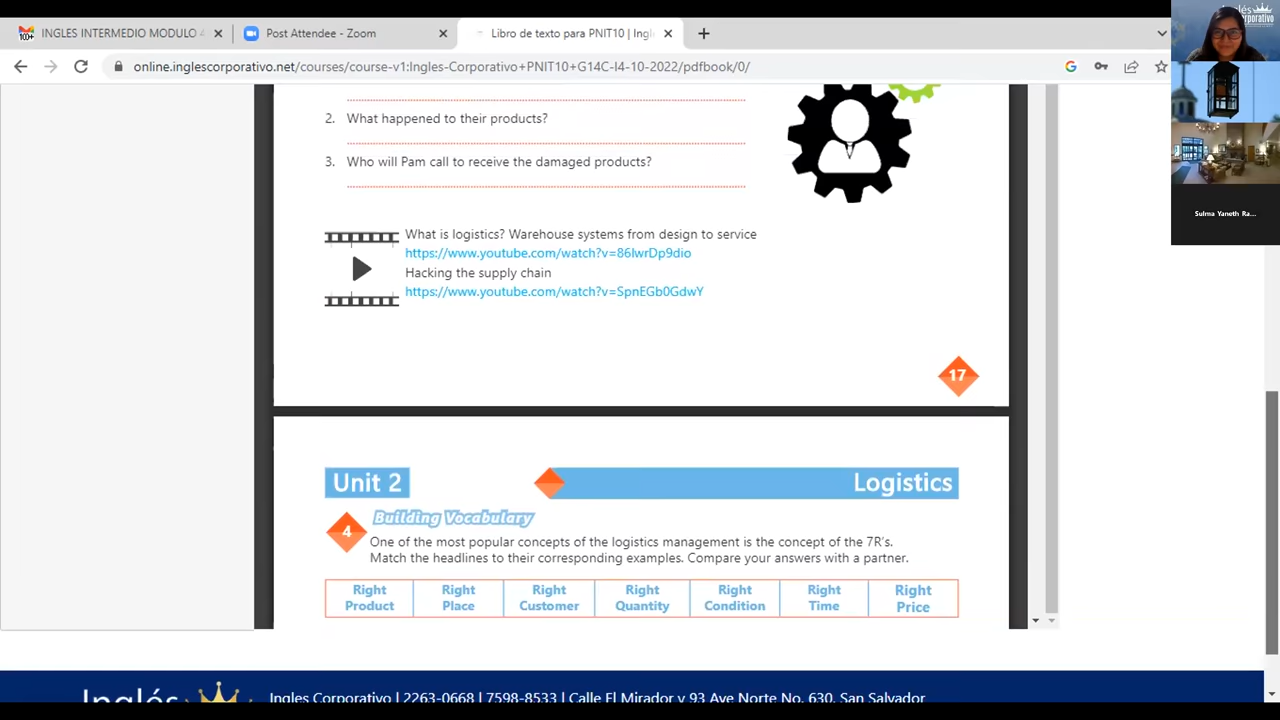 INGLES INTERMEDIO MODULO 4
Post Attendee - Zoom
Libro de texto para PNIT10 | Ingl
online.inglescorporativo.net/courses/course-v1:Ingles-Corporativo+PNIT10+G14C-I4-10-2022/pdfbook/0/
2. What happened to their products?
3. Who will Pam call to receive the damaged products?
What is logistics? Warehouse systems from design to service
https://www.youtube.com/watch?v=86lwrDp9dio
Hacking the supply chain
https://www.youtube.com/watch?v=SpnEGb0GdwY
17
Unit 2
Logistics
4
Building Vocabulary
One of the most popular concepts of the logistics management is the concept of the 7R's.
Match the headlines to their corresponding examples. Compare your answers with a partner.
Right Product
Right Place
Right Customer
Right Quantity
Right Condition
Right Time
Right Price
Inglés
Ingles Corporativo | 2263-0668 | 7598-8533 | Calle El Mirador y 93 Ave Norte No. 630, San Salvador
Sulma Yaneth Ra...